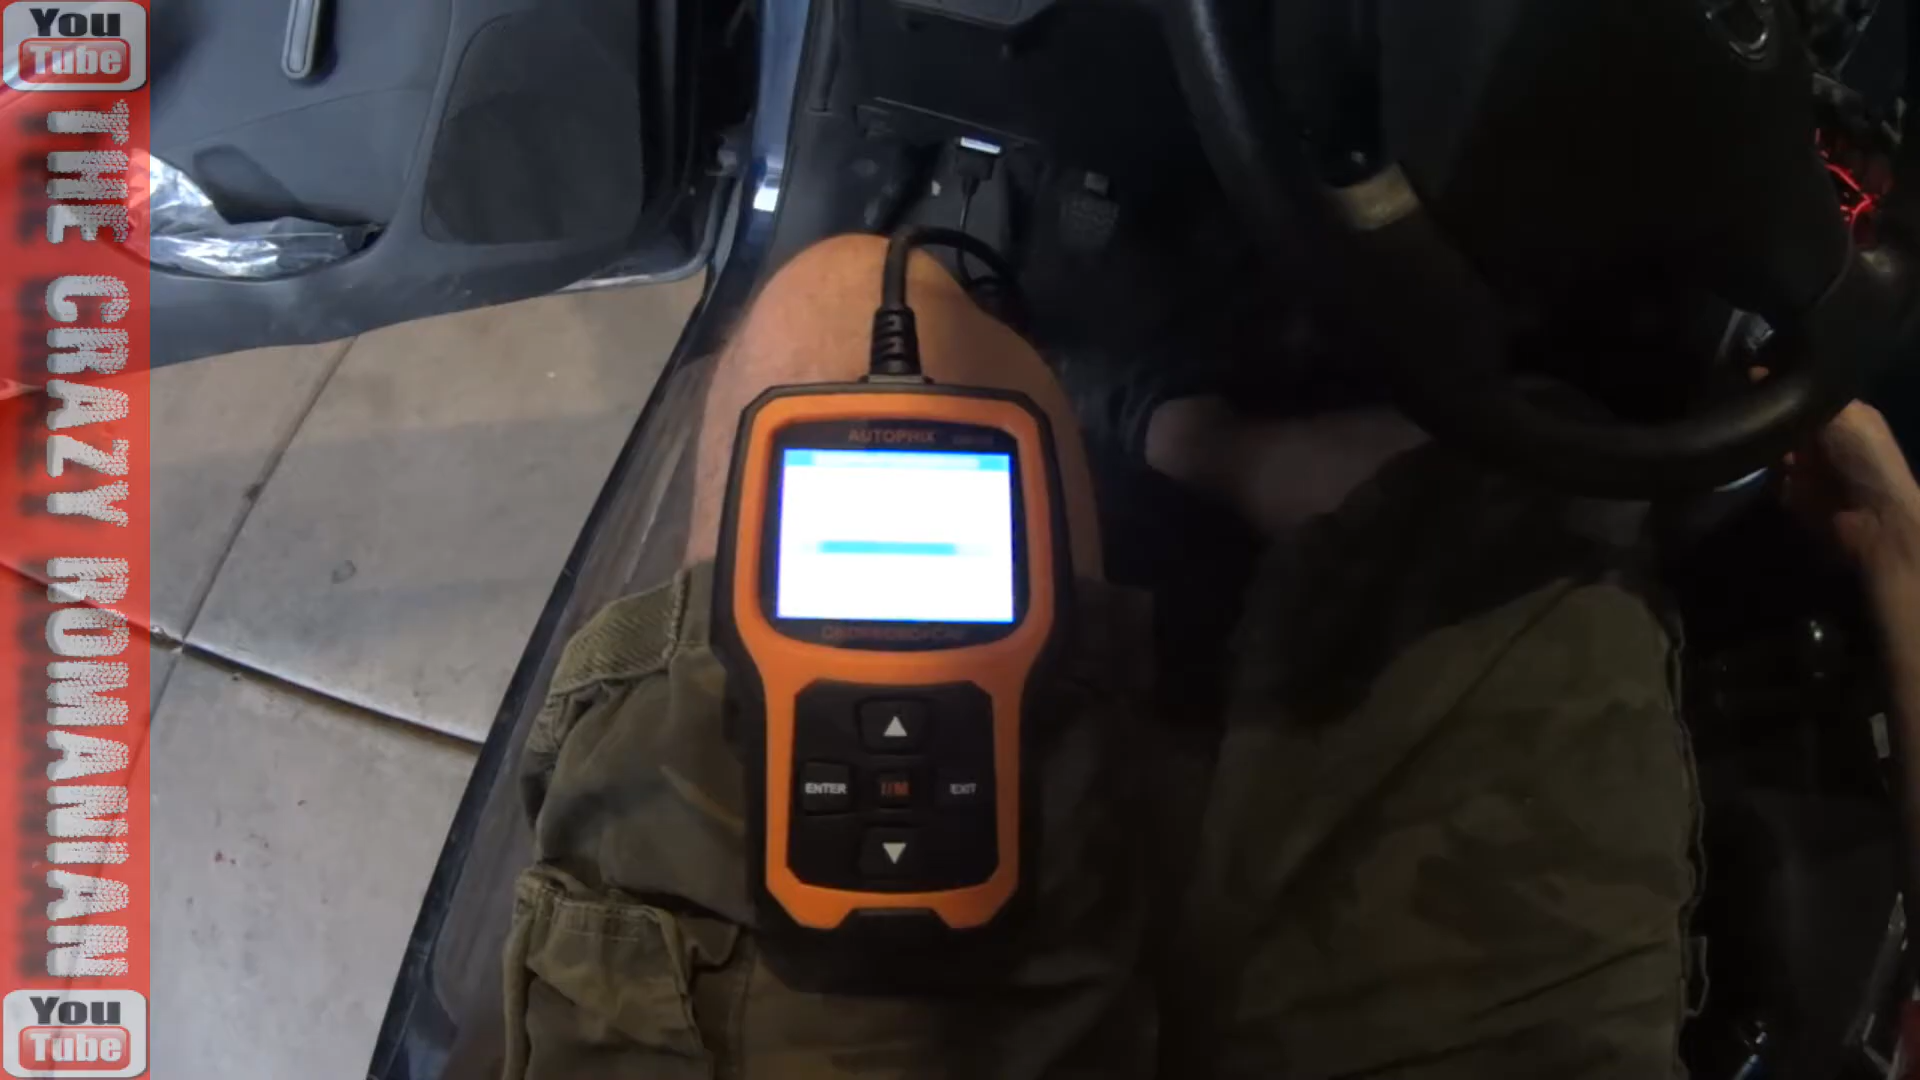 You
Tube
THE CRAZY ROMANIAN
You
Tube
AUTOPHIX
ENTER
I/M
EXIT